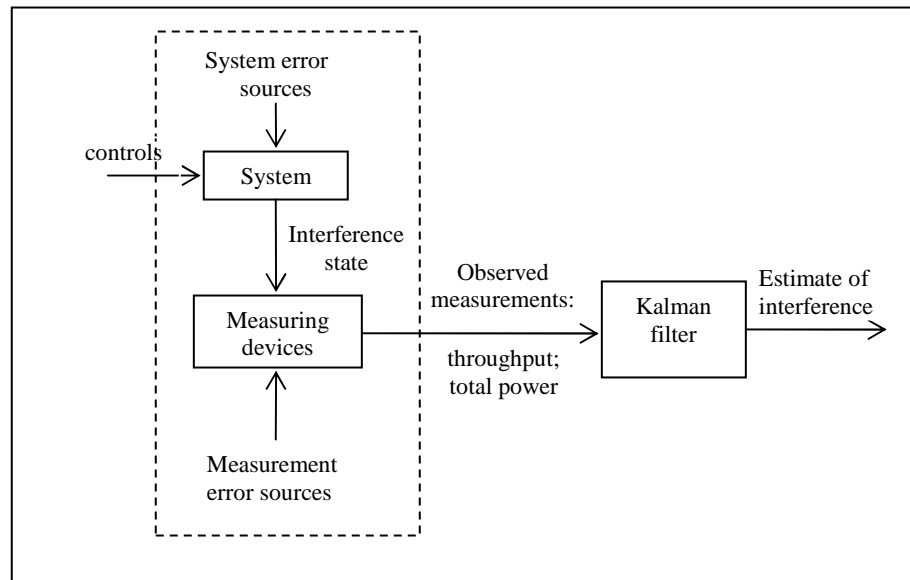 System error
sources
controls
System
Interference
state
Observed
measurements:
throughput;
total power
Measuring
devices
Kalman
filter
Estimate of
interference
Measurement
error sources